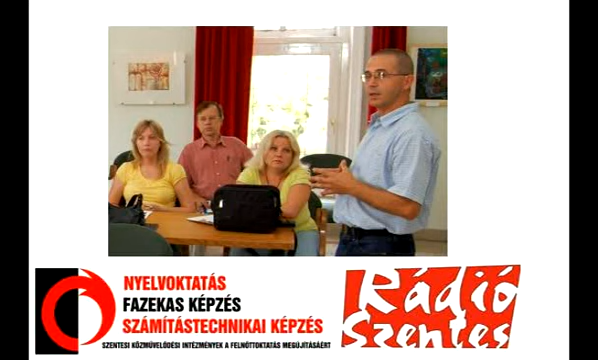 NYELVOKTATÁS
FAZEKAS KÉPZÉS
SZÁMÍTÁSTECHNIKAI KÉPZÉS
SZENTESI KÖZMŰVELŐDÉSI INTÉZMÉNYEK A FELNŐTTOKTATÁS MEGÚJÍTÁSÁÉRT
Rádió
Szentes